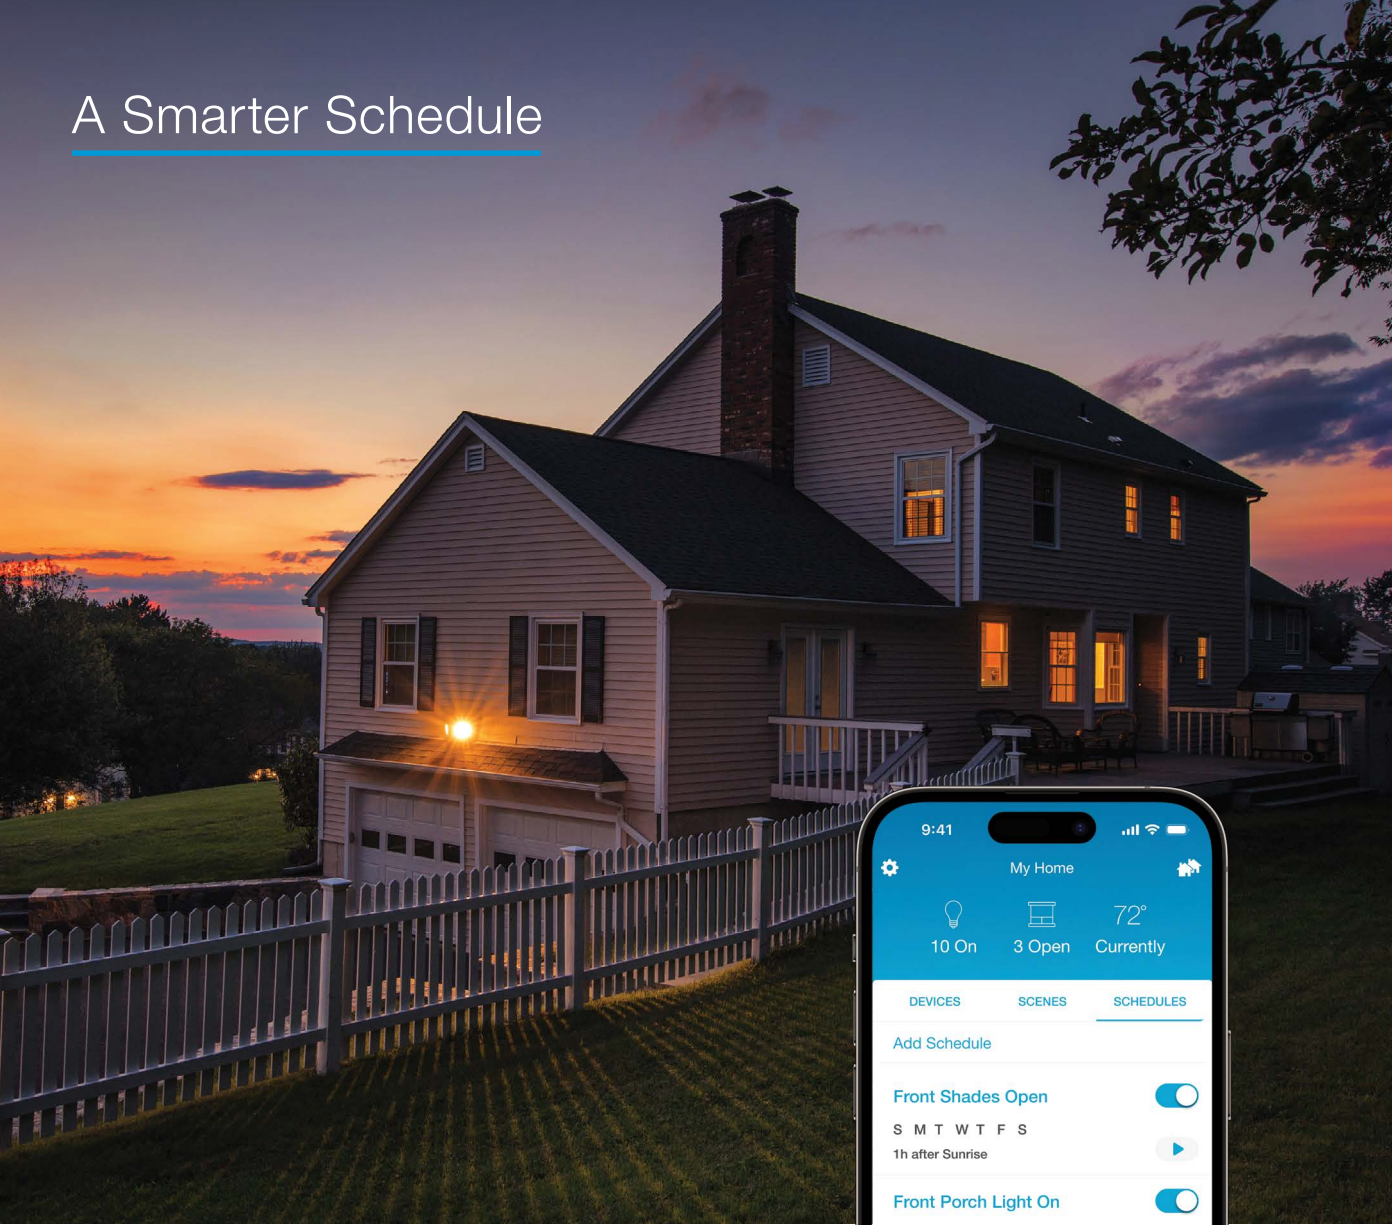 A Smarter Schedule
9:41
My Home
10 On
3 Open
72°
Currently
DEVICES
SCENES
SCHEDULES
Add Schedule
Front Shades Open
S M T W T F S
1h after Sunrise
Front Porch Light On